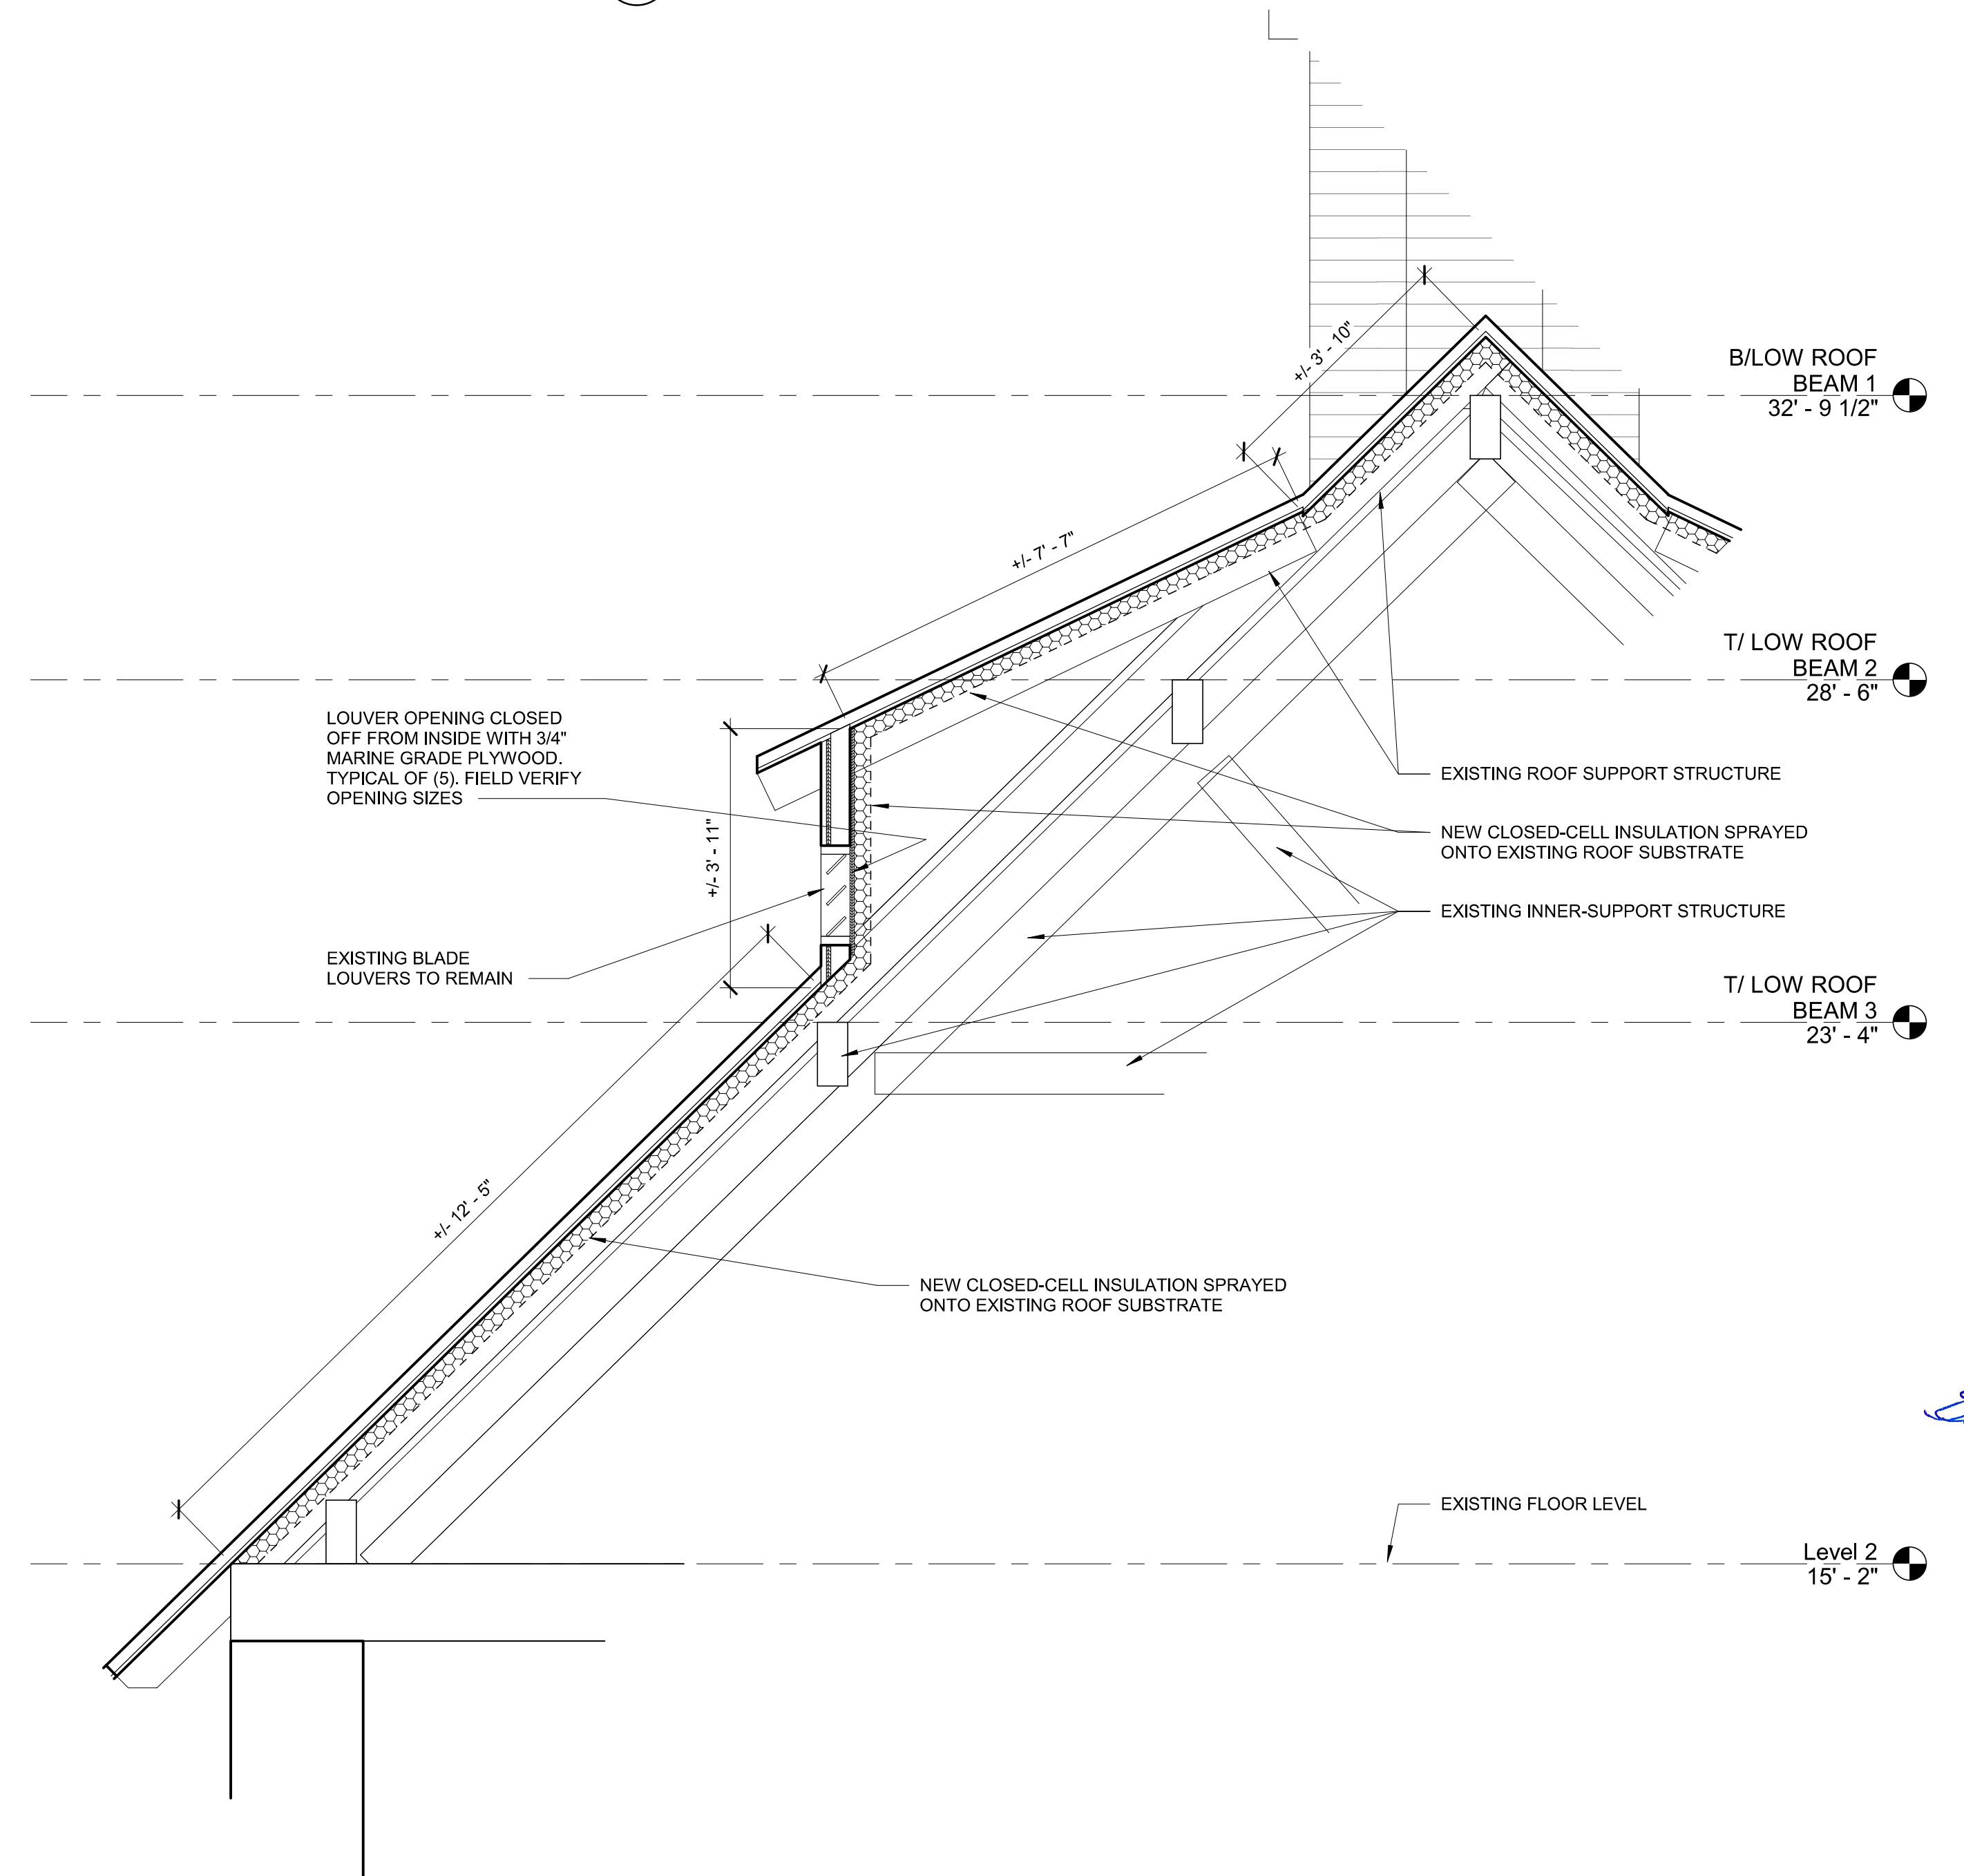 +/- 3' - 10"
B/LOW ROOF
BEAM 1
32' - 9 1/2"
+/- 7' - 7"
T/ LOW ROOF
BEAM 2
28' - 6"
LOUVER OPENING CLOSED
OFF FROM INSIDE WITH 3/4"
MARINE GRADE PLYWOOD.
TYPICAL OF (5). FIELD VERIFY
OPENING SIZES
EXISTING ROOF SUPPORT STRUCTURE
NEW CLOSED-CELL INSULATION SPRAYED
ONTO EXISTING ROOF SUBSTRATE
+/- 3' - 11"
EXISTING INNER-SUPPORT STRUCTURE
EXISTING BLADE
LOUVERS TO REMAIN
T/ LOW ROOF
BEAM 3
23' - 4"
+/- 12' - 5"
NEW CLOSED-CELL INSULATION SPRAYED
ONTO EXISTING ROOF SUBSTRATE
EXISTING FLOOR LEVEL
Level 2
15' - 2"